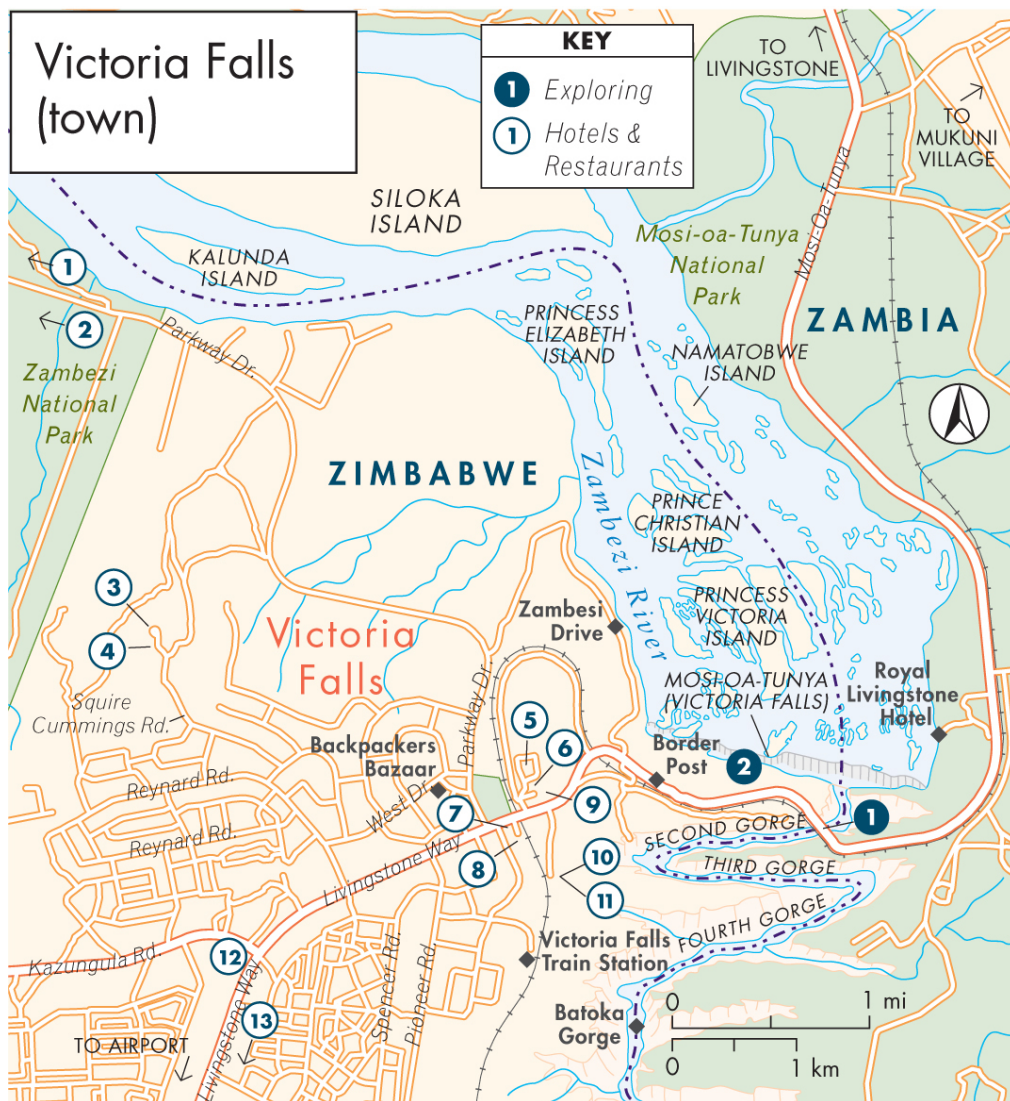 Victoria Falls
(town)
KEY
1 Exploring
1 Hotels &
Restaurants
TO
LIVINGSTONE
TO
MUKUNI
VILLAGE
Mosi-Oa-Tunya
SILOKA
ISLAND
KALUNDA
ISLAND
Mosi-oa-Tunya
National
Park
ZAMBIA
1
2
Parkway Dr.
PRINCESS
ELIZABETH
ISLAND
NAMATOBWE
ISLAND
Zambezi
National
Park
ZIMBABWE
Zambezi River
PRINCE
CHRISTIAN
ISLAND
PRINCESS
VICTORIA
ISLAND
3
4
Victoria
Falls
Zambesi
Drive
MOSI-OA-TUNYA
(VICTORIA FALLS)
Royal
Livingstone
Hotel
Squire
Cummings Rd.
Parkway Dr.
Backpackers
Bazaar
5
6
Border
Post
2
Reynard Rd.
West Dr.
7
9
1
SECOND GORGE
Reynard Rd.
Livingstone Way
8
10
THIRD GORGE
11
FOURTH GORGE
Kazungula Rd.
12
Livingstone Way
Spencer Rd.
Pioneer Rd.
Victoria Falls
Train Station
13
TO AIRPORT
Batoka
Gorge
0 1 mi
0 1 km